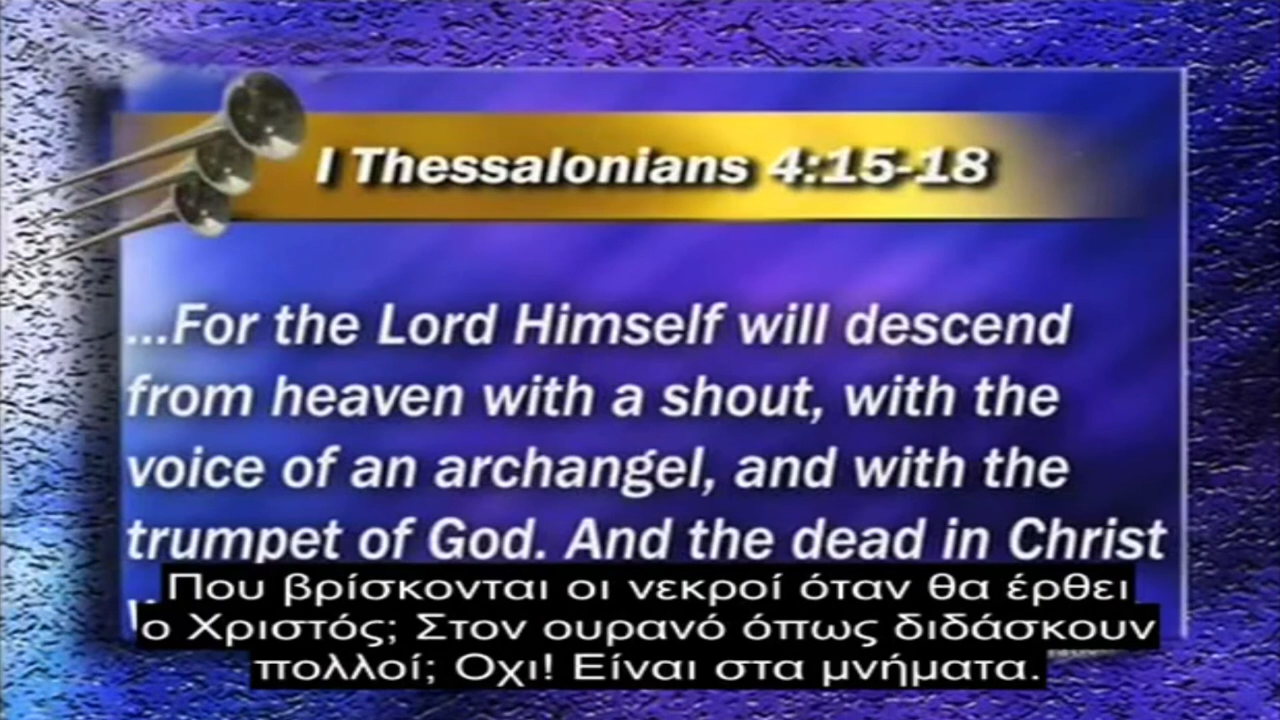 I Thessalonians 4:15-18
...For the Lord Himself will descend
from heaven with a shout, with the
voice of an archangel, and with the
trumpet of God. And the dead in Christ
Που βρίσκονται οι νεκροί όταν θα έρθει
ο Χριστός; Στον ουρανό όπως διδάσκουν
πολλοί; Οχι! Είναι στα μνήματα.